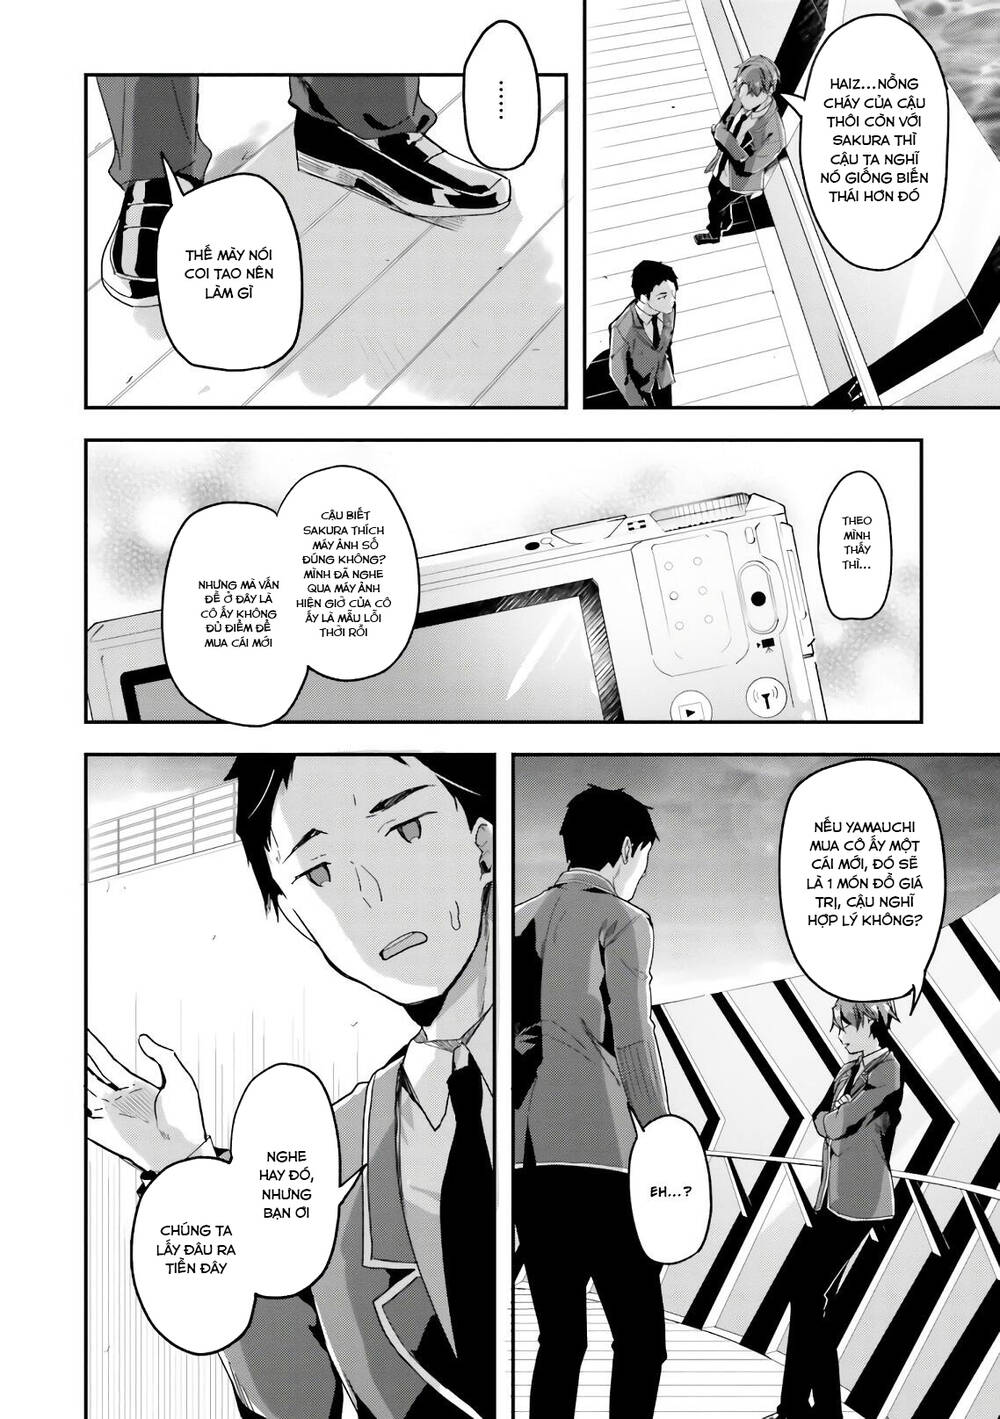 HAIZ...NỒNG
CHÁY CỦA CẬU
THÔI CỞN VỚI
SAKURA THÌ
CẬU TA NGHĨ
NÓ GIỐNG BIẾN
THÁI HƠN ĐÓ
.......
THẾ MÀY NÓI
COI TAO NÊN
LÀM GÌ
THEO
MÌNH
THẤY
THÌ...
CẬU BIẾT
SAKURA THÍCH
MÁY ẢNH SỐ
ĐÚNG KHÔNG?
MÌNH ĐÃ NGHE
QUA MÁY ẢNH
HIỆN GIỜ CỦA CÔ
ẤY LÀ MẪU LỖI
THỜI RỒI
NHƯNG MÀ VẤN
ĐỀ Ở ĐÂY LÀ
CÔ ẤY KHÔNG
ĐỦ ĐIỂM ĐỂ
MUA CÁI MỚI
NẾU YAMAUCHI
MUA CÔ ẤY MỘT
CÁI MỚI, ĐÓ SẼ
LÀ 1 MÓN ĐỒ GIÁ
TRỊ, CẬU NGHĨ
HỢP LÝ KHÔNG?
EH...?
NGHE
HAY ĐÓ,
NHƯNG
BẠN ƠI
CHÚNG TA
LẤY ĐÂU RA
TIỀN ĐÂY